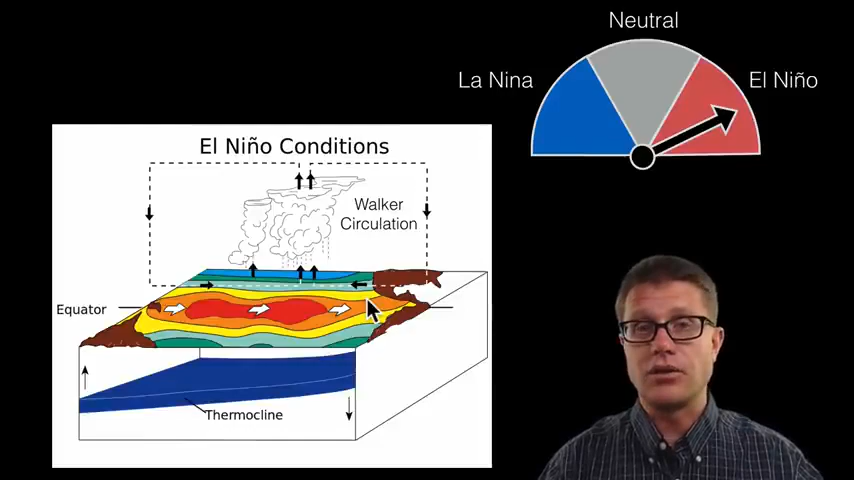 Neutral
La Nina
El Niño
El Niño Conditions
Walker
Circulation
Equator
Thermocline